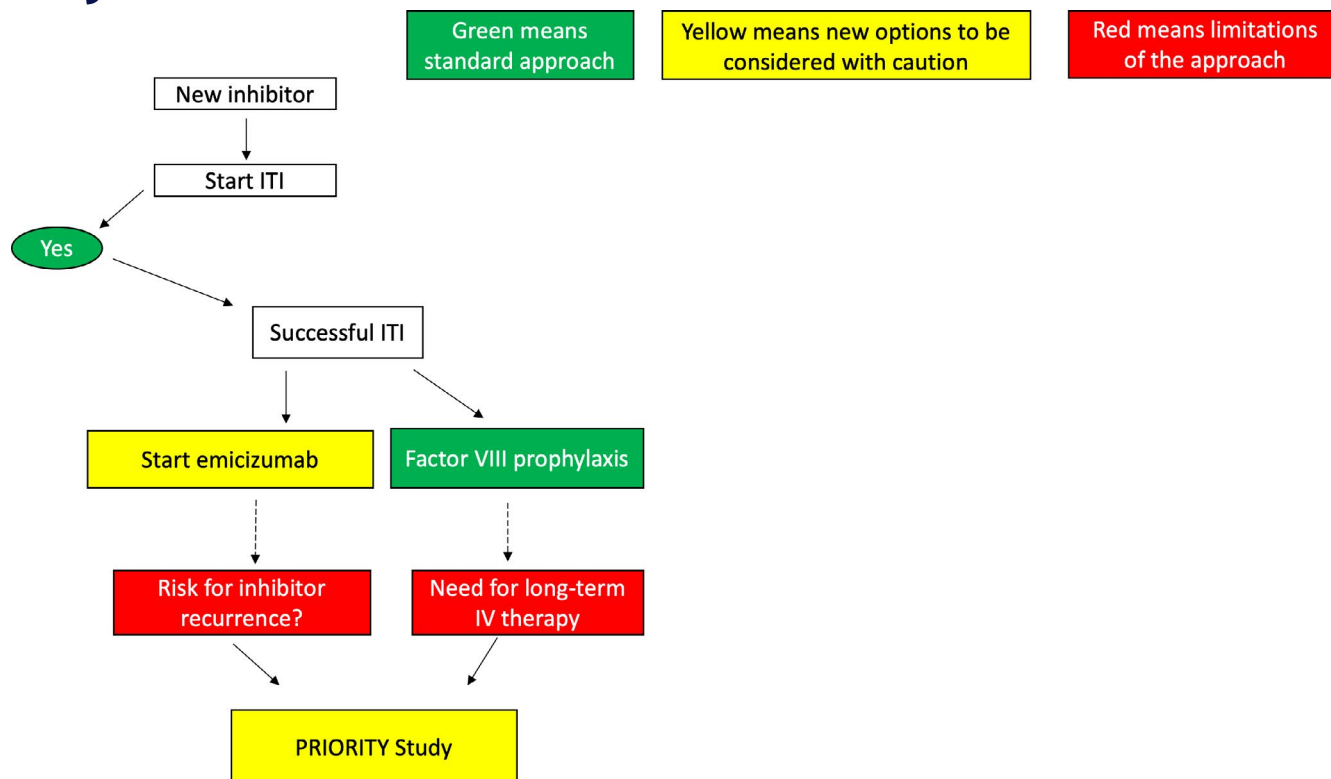 Green means
standard approach
Yellow means new options to be
considered with caution
Red means limitations
of the approach
New inhibitor
Start ITI
Yes
Successful ITI
Start emicizumab
Factor VIII prophylaxis
Risk for inhibitor
recurrence?
Need for long-term
IV therapy
PRIORITY Study